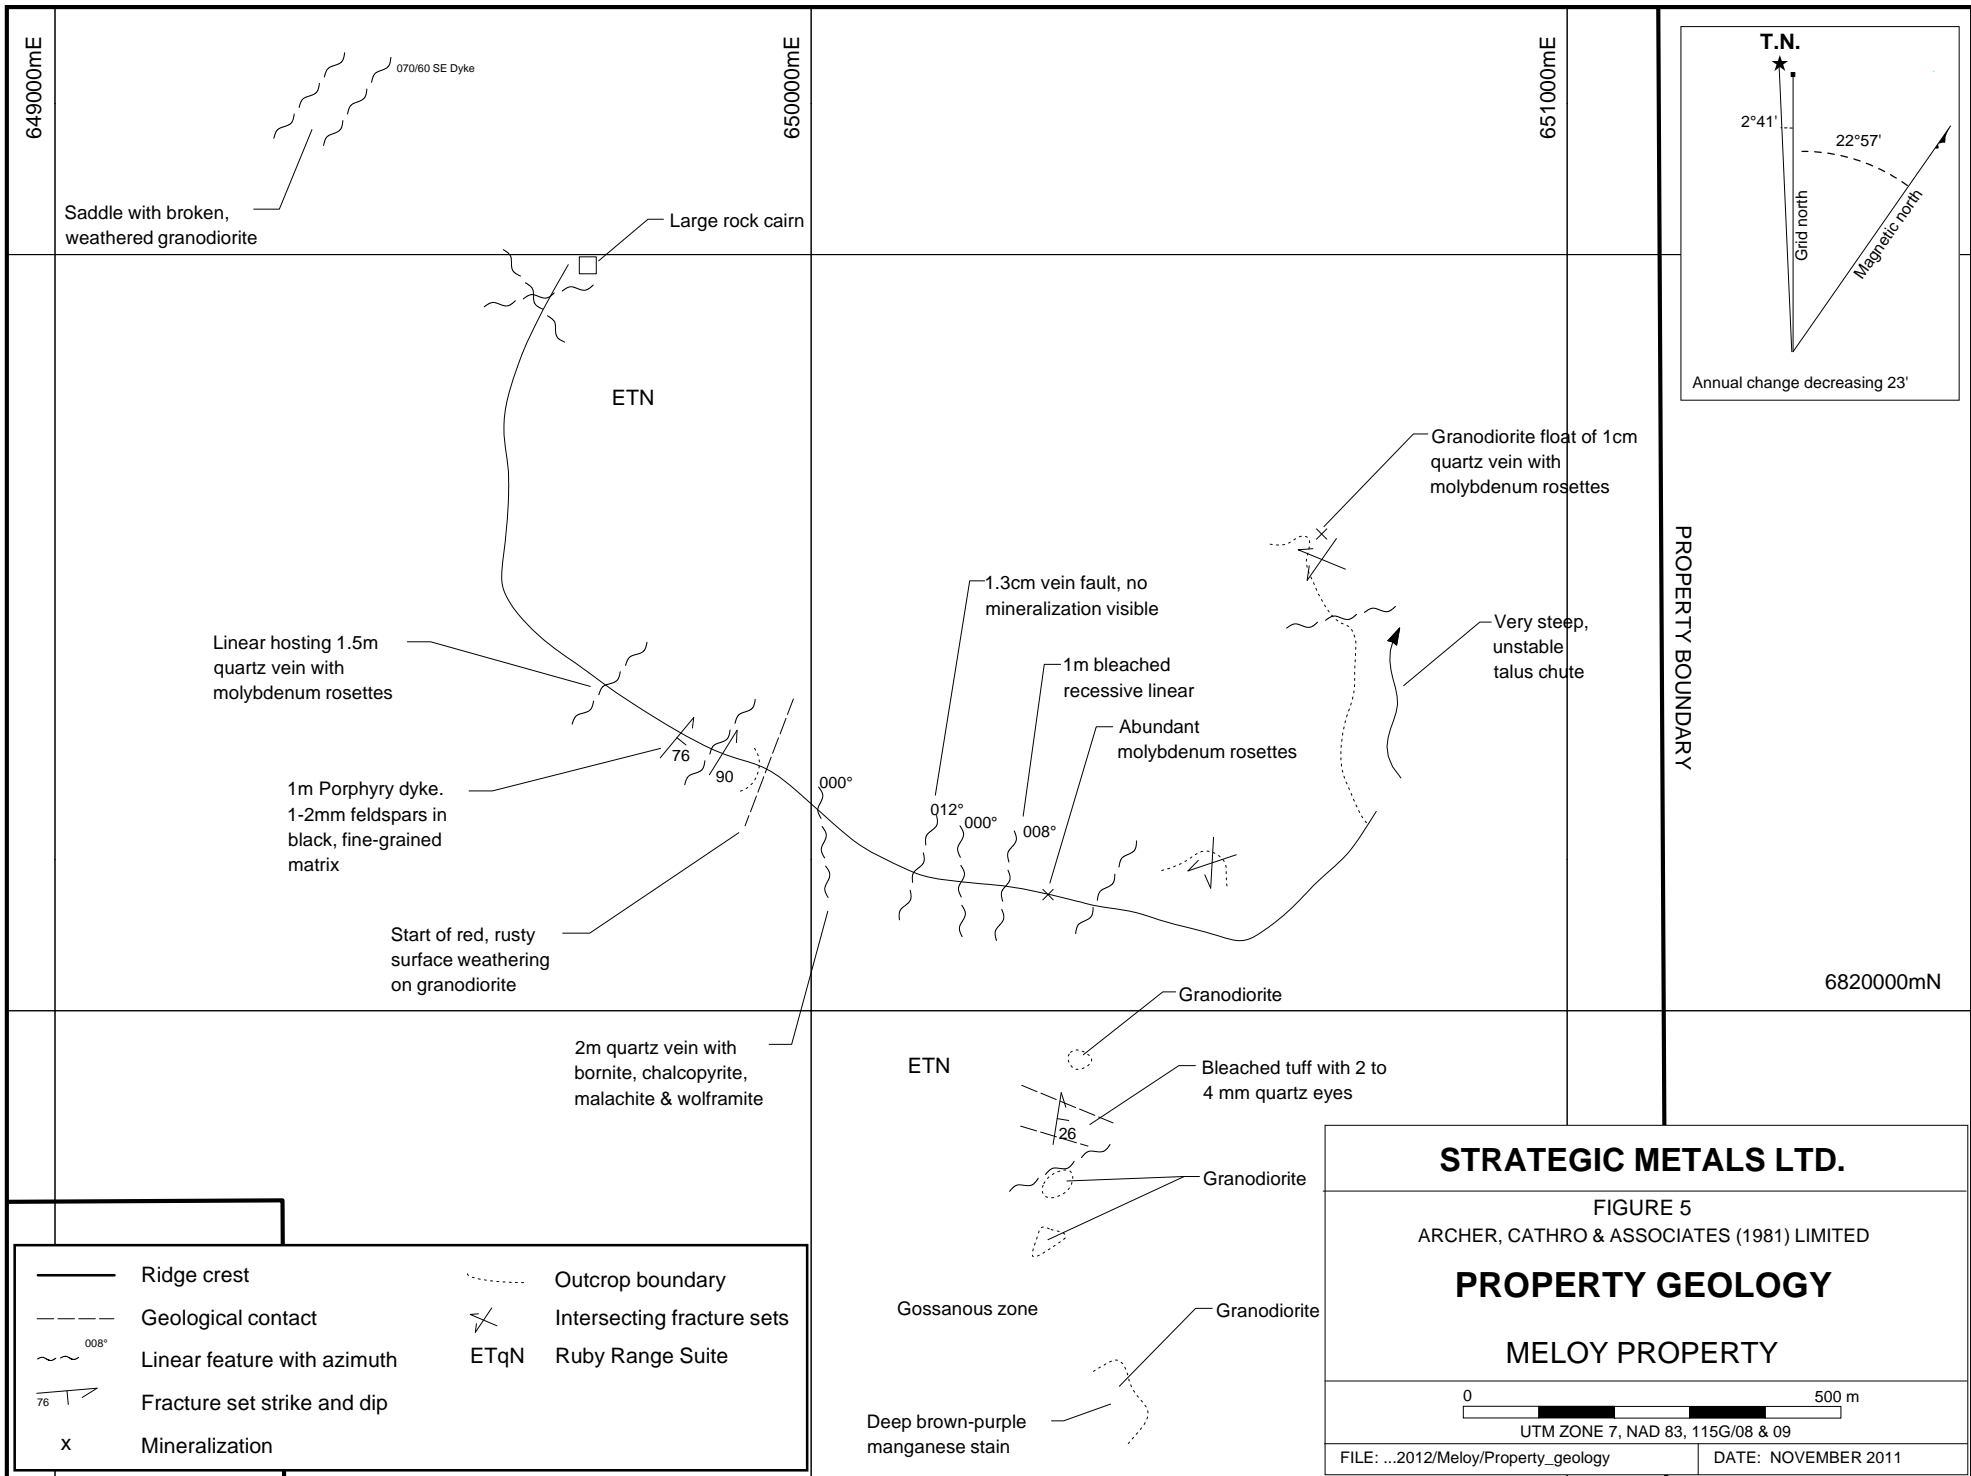 649000mE
650000mE
651000mE
070/60 SE Dyke
Saddle with broken,
weathered granodiorite
Large rock cairn
T.N.
2°41'
22°57'
Grid north
Magnetic north
Annual change decreasing 23'
ETN
Granodiorite float of 1cm
quartz vein with
molybdenum rosettes
PROPERTY BOUNDARY
1.3cm vein fault, no
mineralization visible
Very steep,
unstable
talus chute
Linear hosting 1.5m
quartz vein with
molybdenum rosettes
1m bleached
recessive linear
Abundant
molybdenum rosettes
76
90
1m Porphyry dyke.
1-2mm feldspars in
black, fine-grained
matrix
000°
012°
000°
008°
Start of red, rusty
surface weathering
on granodiorite
6820000mN
Granodiorite
2m quartz vein with
bornite, chalcopyrite,
malachite & wolframite
ETN
Bleached tuff with 2 to
4 mm quartz eyes
26
Granodiorite
Gossanous zone
Granodiorite
Deep brown-purple
manganese stain
Ridge crest
Geological contact
008°
Linear feature with azimuth
76
Fracture set strike and dip
x
Mineralization
Outcrop boundary
Intersecting fracture sets
ETqN
Ruby Range Suite
STRATEGIC METALS LTD.
FIGURE 5
ARCHER, CATHRO & ASSOCIATES (1981) LIMITED
PROPERTY GEOLOGY
MELOY PROPERTY
0
500 m
UTM ZONE 7, NAD 83, 115G/08 & 09
FILE: ...2012/Meloy/Property_geology
DATE: NOVEMBER 2011